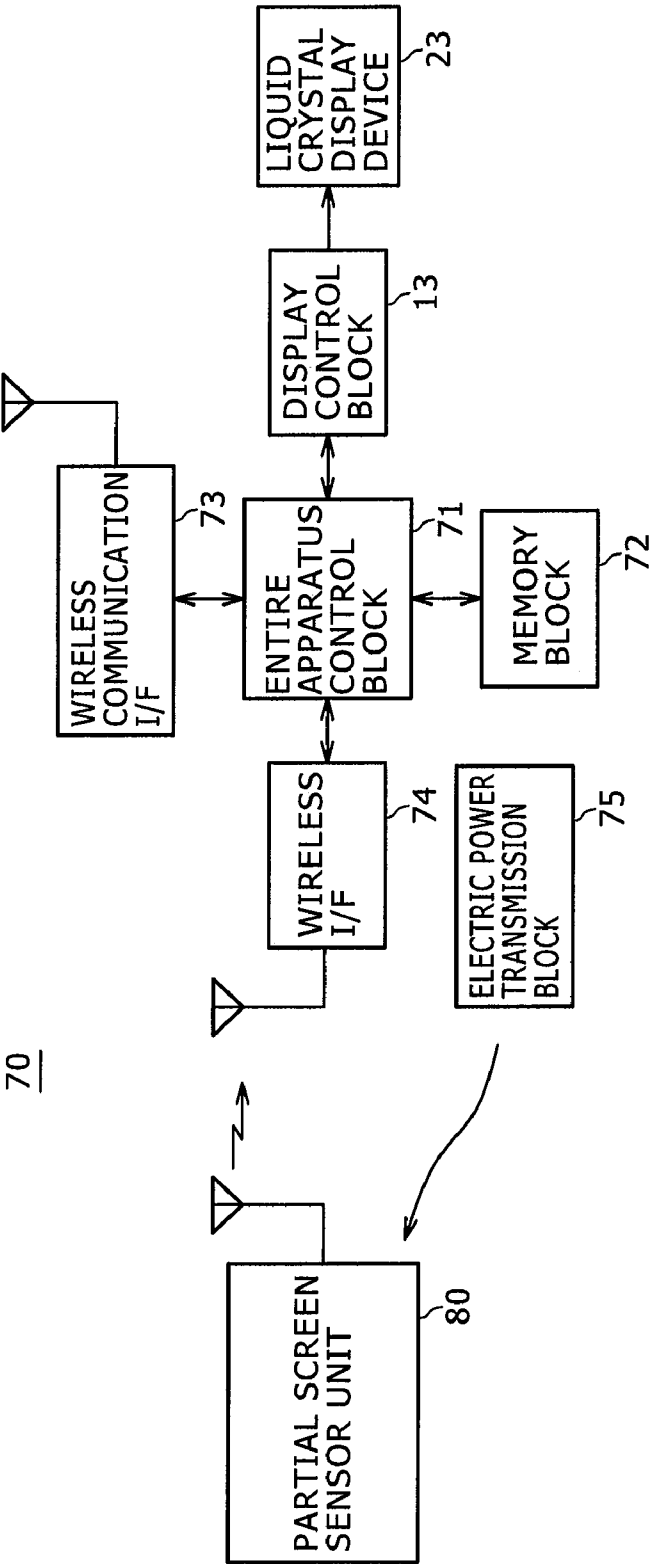 70
WIRELESS
COMMUNICATION
I/F
73
PARTIAL SCREEN
SENSOR UNIT
80
WIRELESS
I/F
74
ENTIRE
APPARATUS
CONTROL
BLOCK
71
DISPLAY
CONTROL
BLOCK
13
LIQUID
CRYSTAL
DISPLAY
DEVICE
23
ELECTRIC POWER
TRANSMISSION
BLOCK
75
MEMORY
BLOCK
72